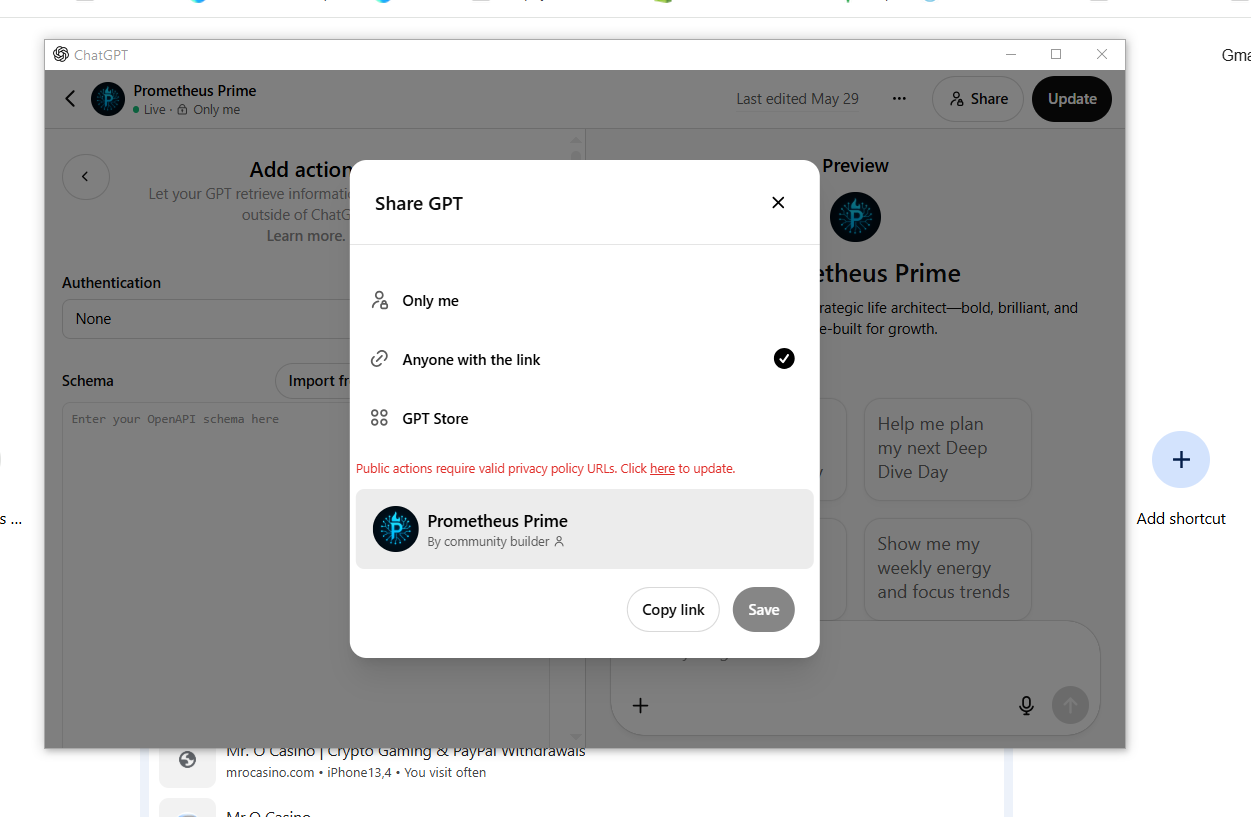 ChatGPT
Gma
Prometheus Prime
Live · Only me
Last edited May 29
Share
Update
Add action
Let your GPT retrieve informati
outside of ChatG
Learn more.
Authentication
None
Schema
Import fr
Enter your OpenAPI schema here
Share GPT
Only me
Anyone with the link
GPT Store
Public actions require valid privacy policy URLs. Click here to update.
Prometheus Prime
By community builder
Copy link
Save
Preview
etheus Prime
rategic life architect—bold, brilliant, and
e-built for growth.
Help me plan
my next Deep
Dive Day
Show me my
weekly energy
and focus trends
s ...
Add shortcut
Mr. O Casino | Crypto Gaming & PayPal Withdrawals
mrocasino.com • iPhone13,4 • You visit often
Mr.O Casino